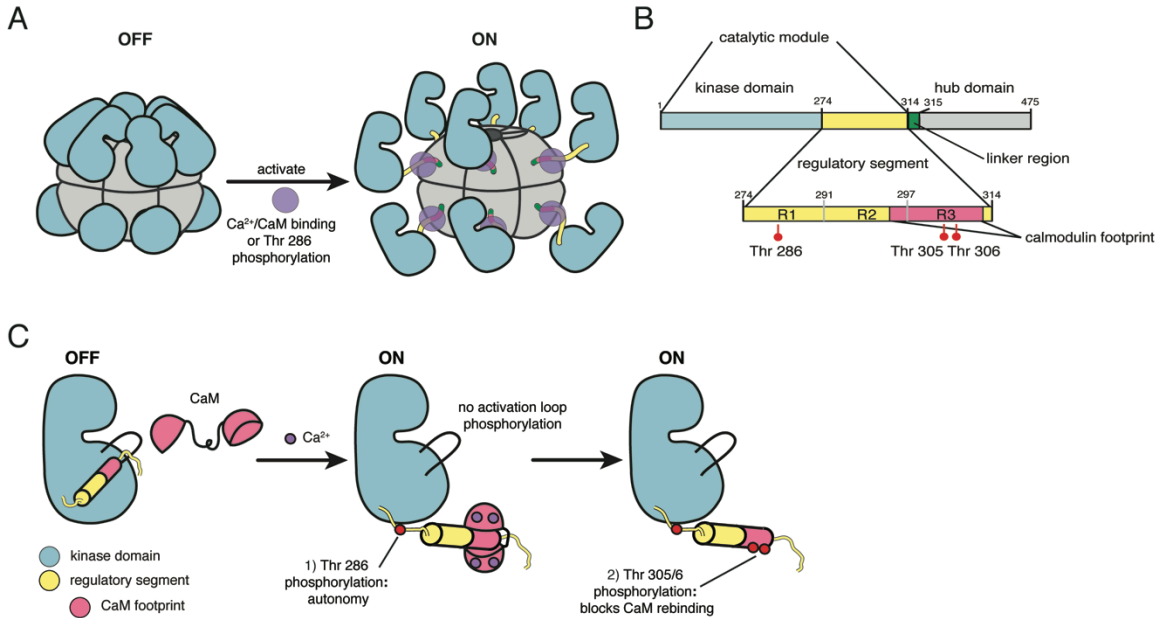 A
OFF
ON
activate
Ca²⁺/CaM binding
or Thr 286
phosphorylation
B
catalytic module
kinase domain
hub domain
1
274
314
315
475
linker region
regulatory segment
274
291
297
314
R1
R2
R3
calmodulin footprint
Thr 286
Thr 305 Thr 306
C
OFF
CaM
Ca²⁺
ON
no activation loop
phosphorylation
ON
1) Thr 286
phosphorylation:
autonomy
2) Thr 305/6
phosphorylation:
blocks CaM rebinding
kinase domain
regulatory segment
CaM footprint